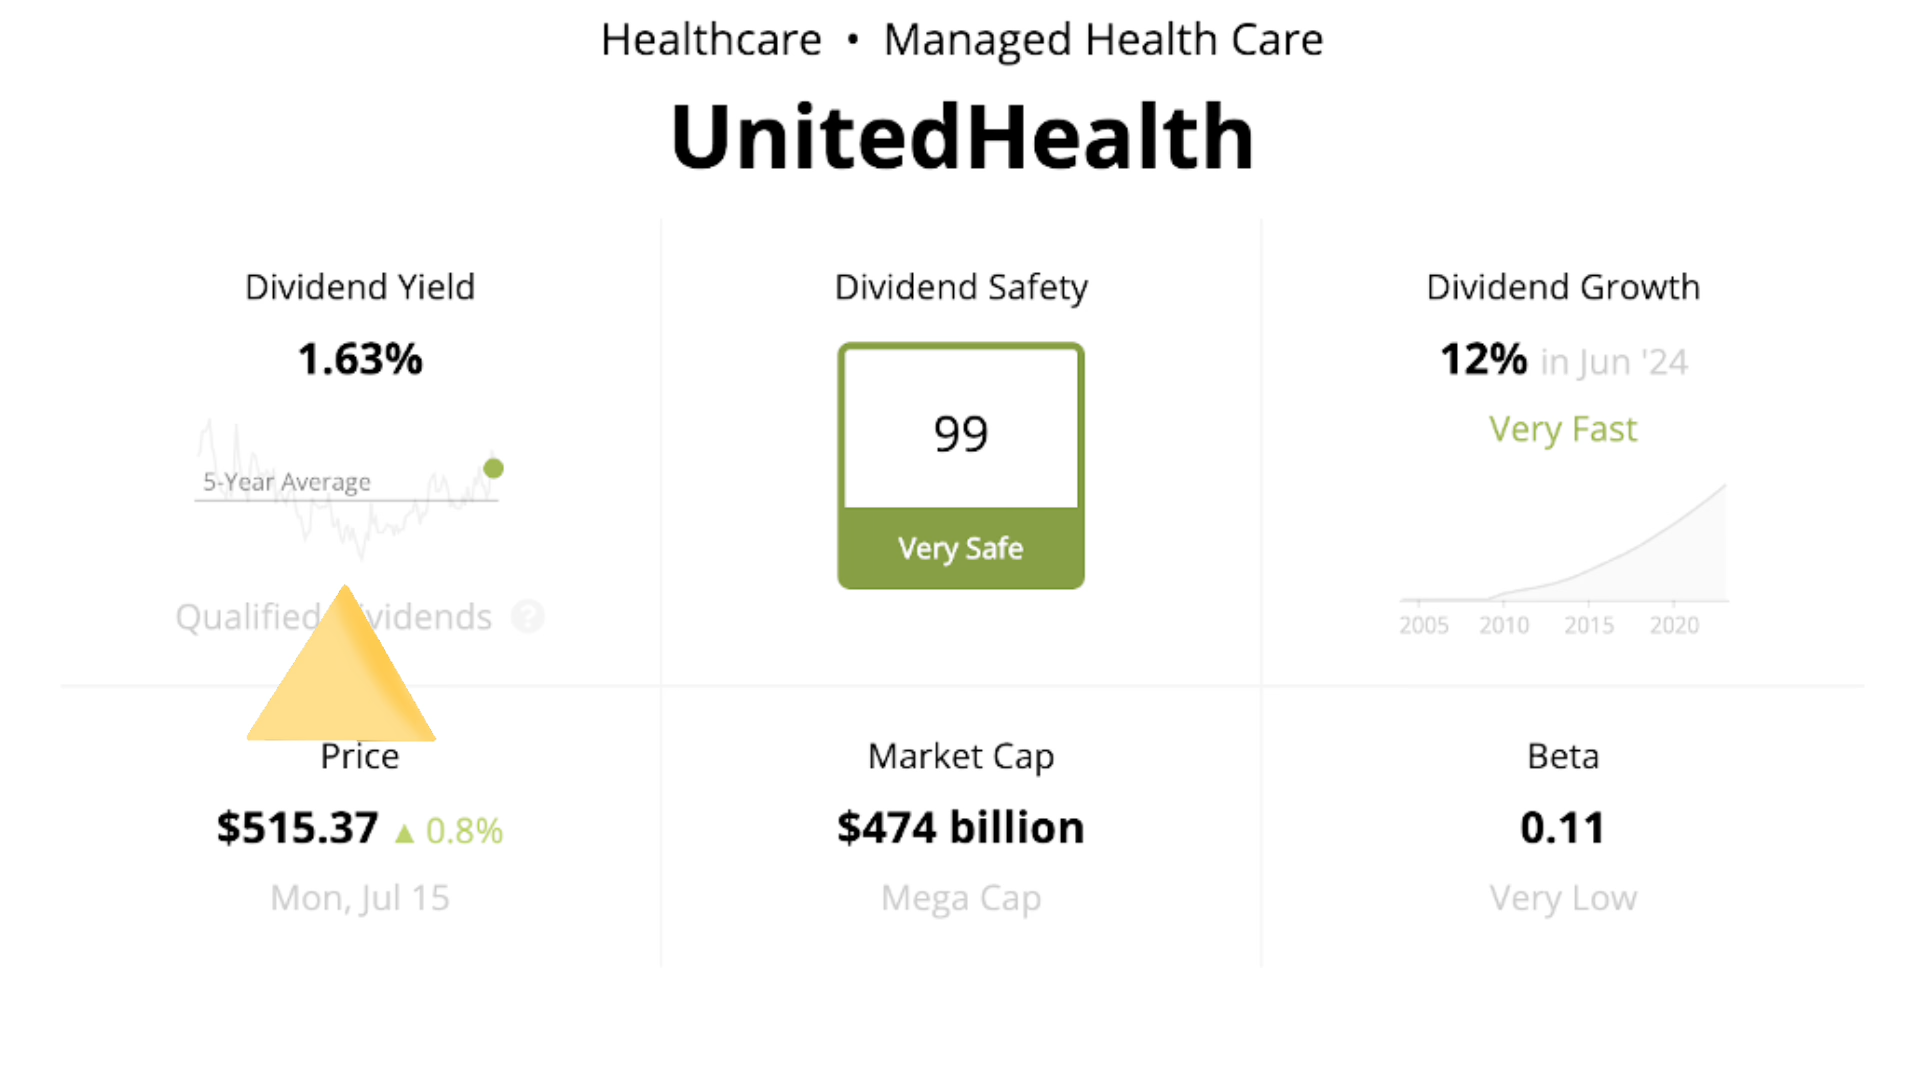 Healthcare • Managed Health Care
UnitedHealth
Dividend Yield
1.63%
5-Year Average
Qualified
Dividend Safety
99
Very Safe
Dividend Growth
12% in Jun '24
Very Fast
2005 2010 2015 2020
Price
$515.37 ▲ 0.8%
Mon, Jul 15
Market Cap
$474 billion
Mega Cap
Beta
0.11
Very Low